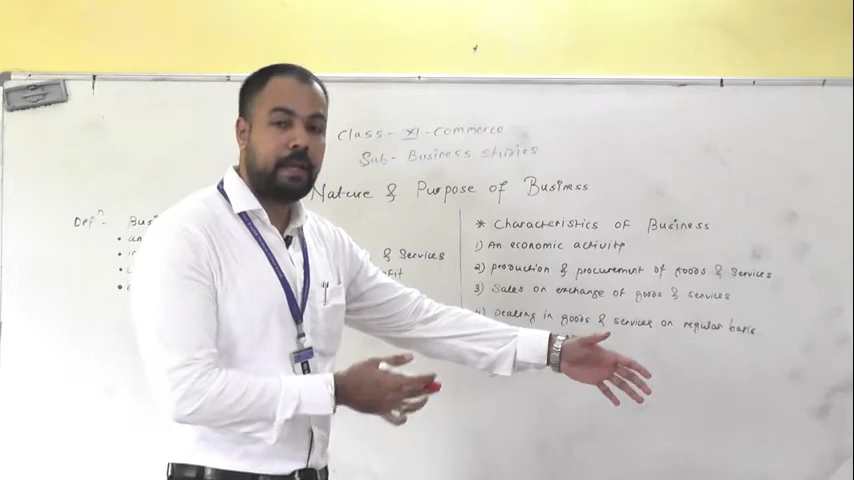 Class - XI - Commerce
Sub - Business Studies
Nature & Purpose of Business
Defⁿ -
& Services
* Characteristics of Business
1) An economic activity
2) production & procurement of goods & services
3) Sales on exchange of goods & services
4) Dealing in goods & services on regular basis